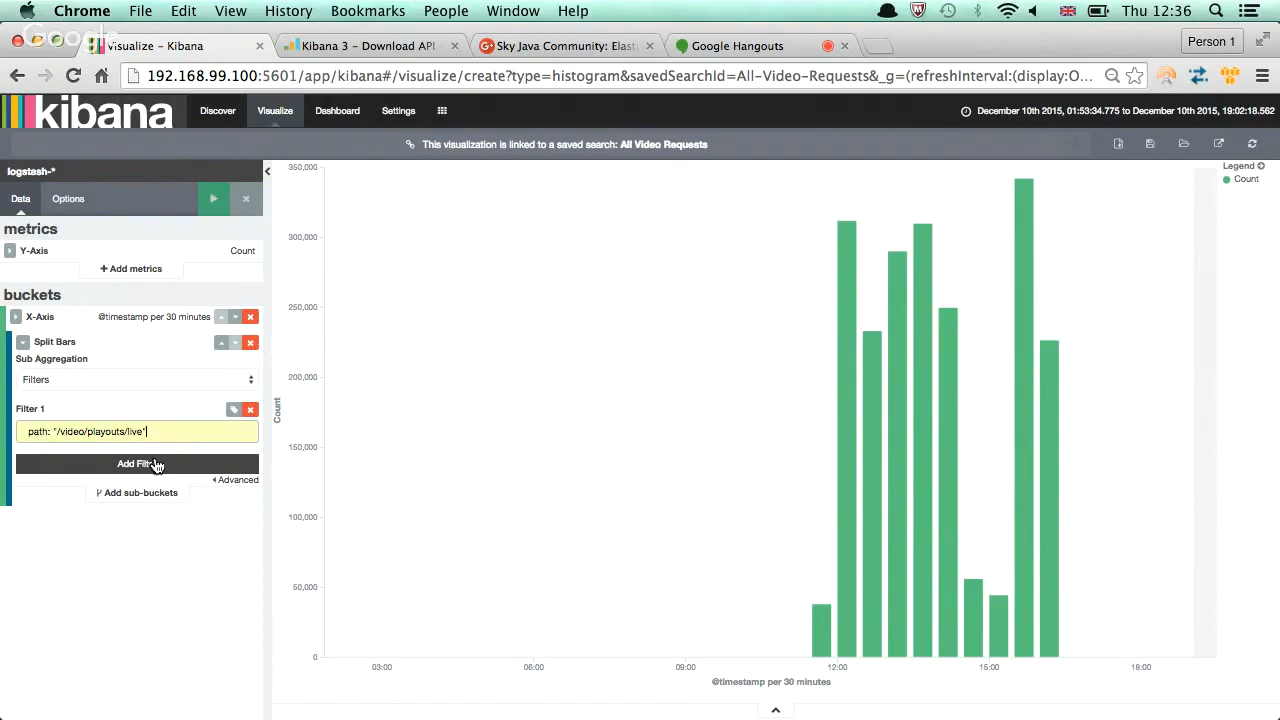 Chrome File Edit View History Bookmarks People Window Help Thu 12:36
Google
Visualize – Kibana Kibana 3 – Download API Sky Java Community: Elast Google Hangouts Person 1
192.168.99.100:5601/app/kibana#/visualize/create?type=histogram&savedSearchId=All-Video-Requests&_g=(refreshInterval:(display:O...
kibana Discover Visualize Dashboard Settings December 10th 2015, 01:53:34.775 to December 10th 2015, 19:02:18.562
This visualization is linked to a saved search: All Video Requests
logstash-*
Data Options
metrics
Y-Axis Count
Add metrics
buckets
X-Axis @timestamp per 30 minutes
Split Bars
Sub Aggregation
Filters
Filter 1
path: "/video/playouts/live"
Add Filter
Advanced
Add sub-buckets
350,000
300,000
250,000
200,000
150,000
100,000
50,000
0
Count
03:00 06:00 09:00 12:00 15:00 18:00
@timestamp per 30 minutes
Legend
Count